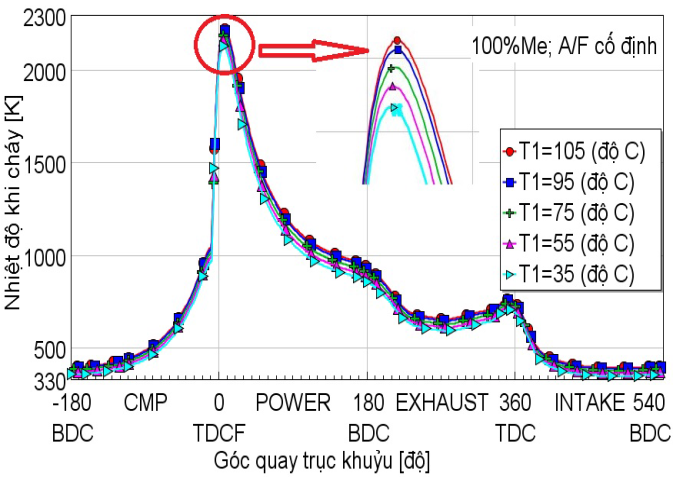 2300
2000
1500
1000
500
330
Nhiệt độ khí cháy [K]
100%Me; A/F cố định
T1=105 (độ C)
T1=95 (độ C)
T1=75 (độ C)
T1=55 (độ C)
T1=35 (độ C)
-180 CMP 0 POWER 180 EXHAUST 360 INTAKE 540
BDC TDCF BDC TDC BDC
Góc quay trục khuỷu [độ]